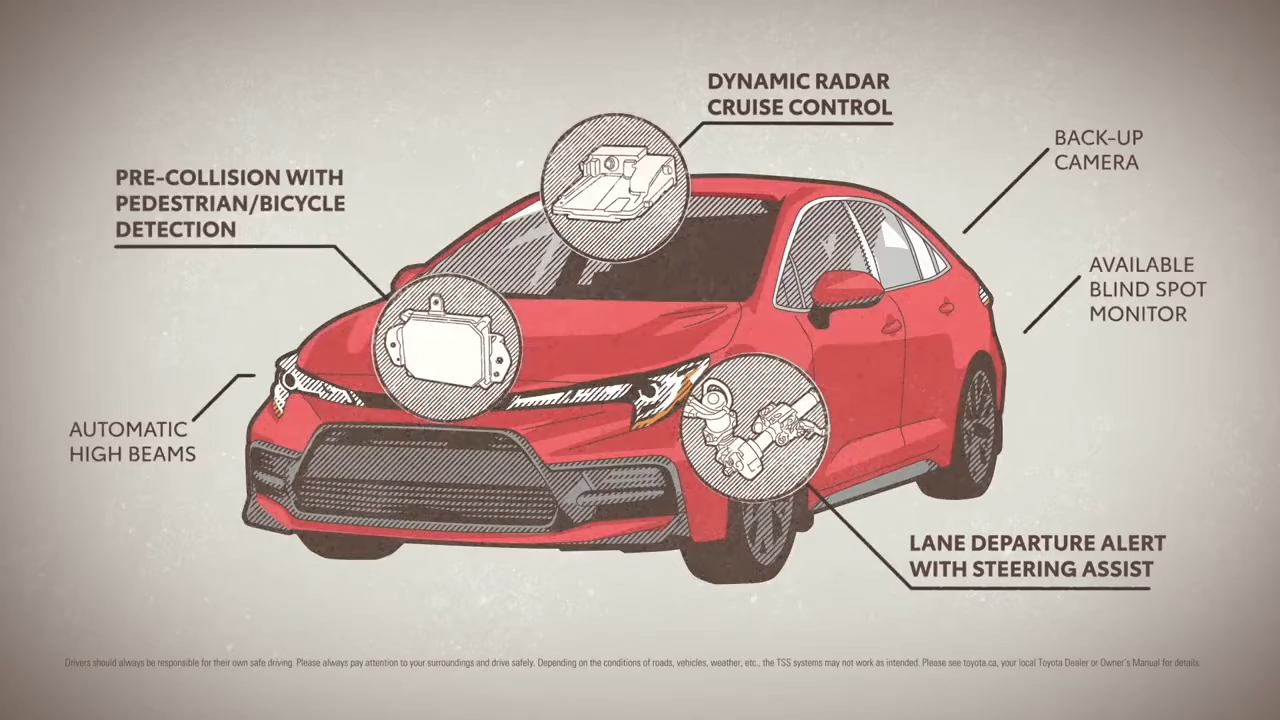 DYNAMIC RADAR
CRUISE CONTROL
BACK-UP
CAMERA
PRE-COLLISION WITH
PEDESTRIAN/BICYCLE
DETECTION
AVAILABLE
BLIND SPOT
MONITOR
AUTOMATIC
HIGH BEAMS
LANE DEPARTURE ALERT
WITH STEERING ASSIST
Drivers should always be responsible for their own safe driving. Please always pay attention to your surroundings and drive safely. Depending on the conditions of roads, vehicles, weather, etc., the TSS systems may not work as intended. Please see toyota.ca, your local Toyota Dealer or Owner's Manual for details.